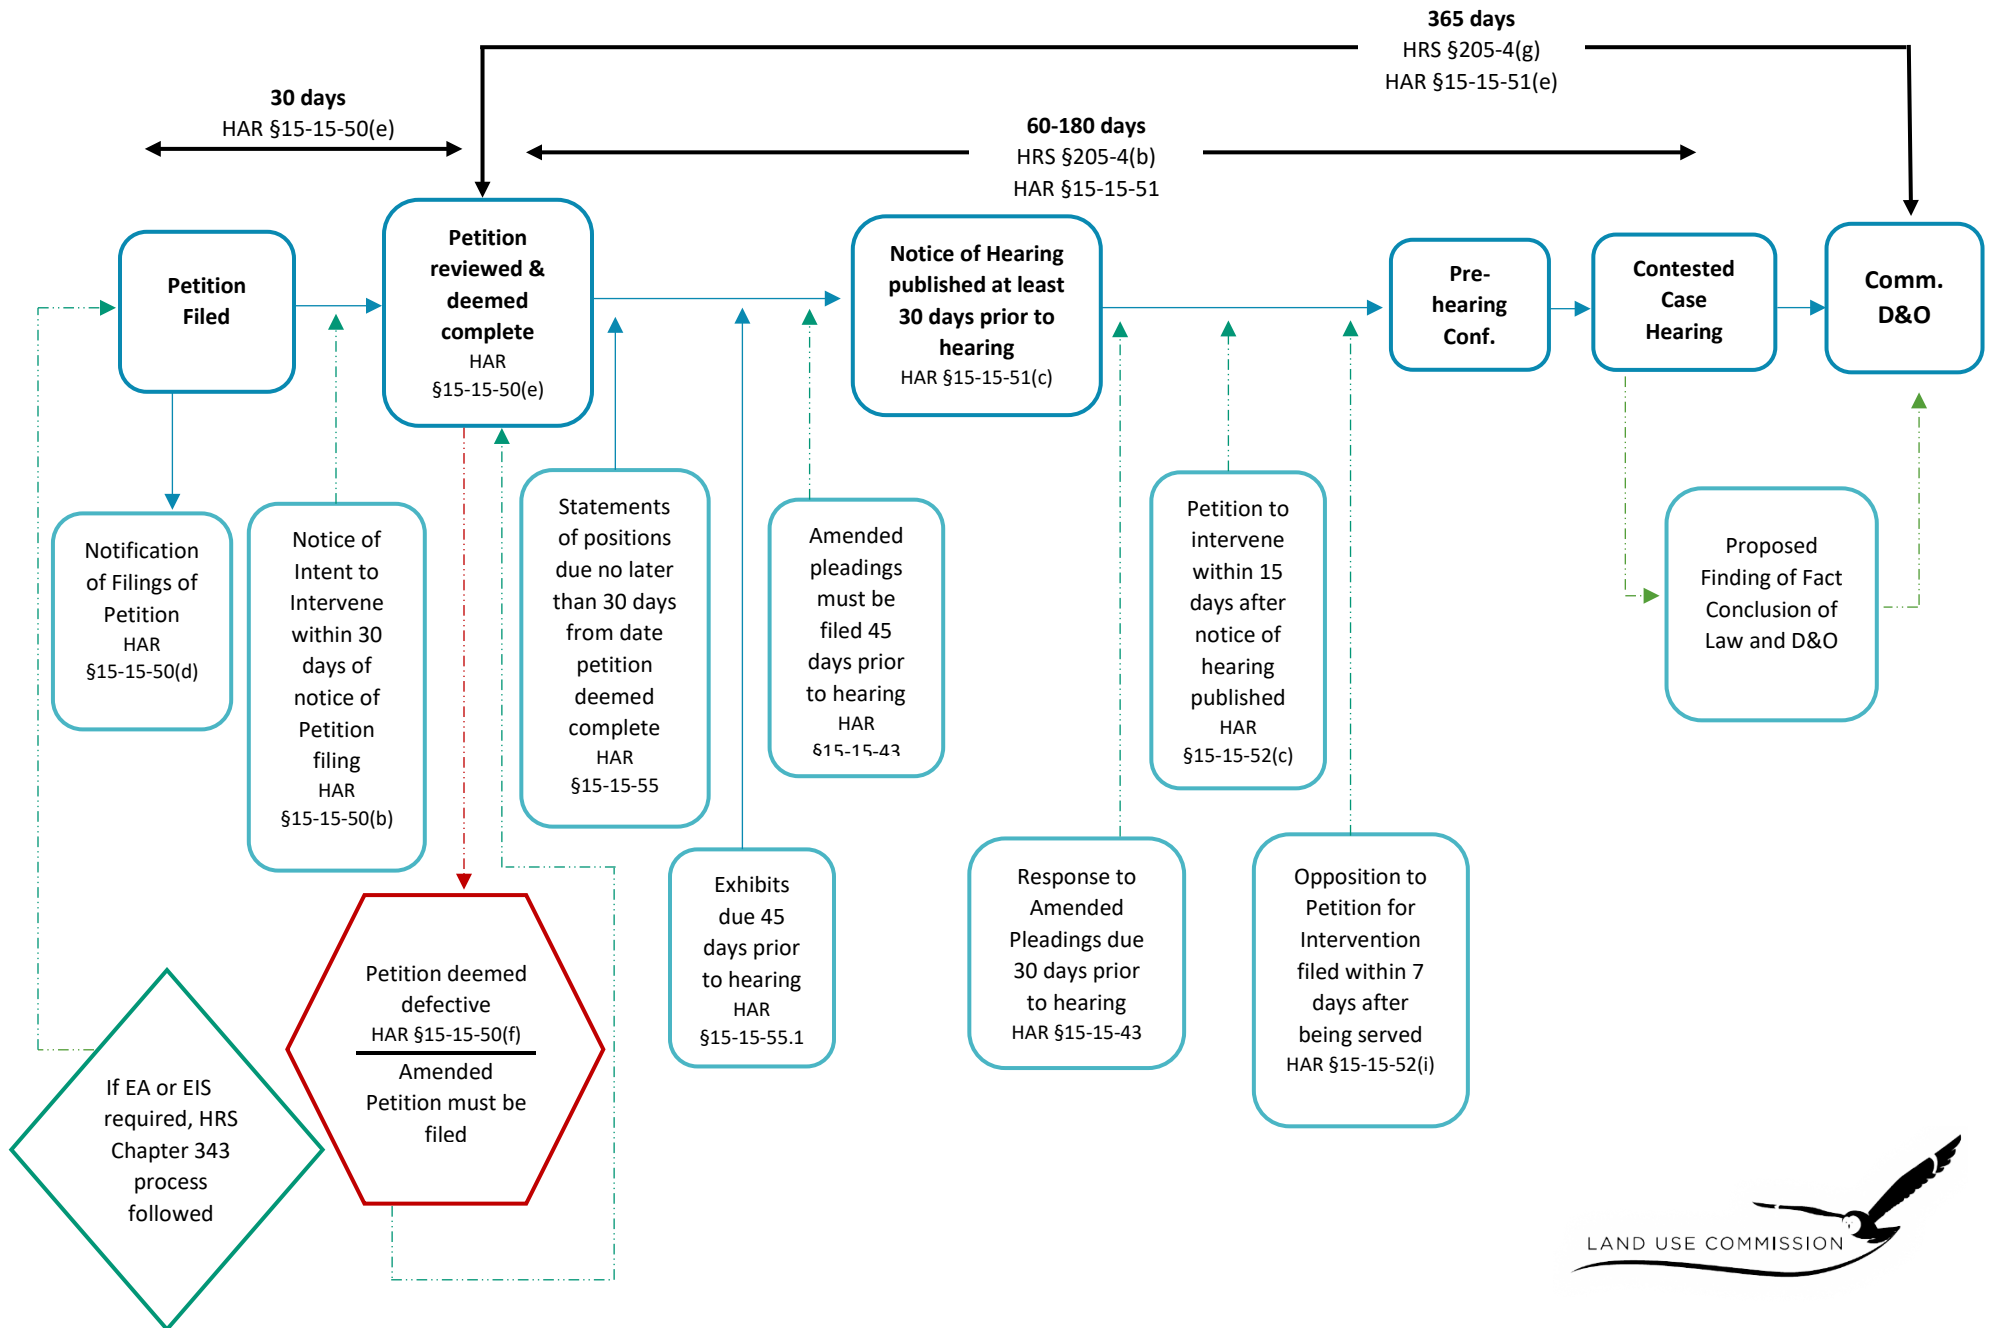 365 days
HRS §205-4(g)
HAR §15-15-51(e)
30 days
HAR §15-15-50(e)
60-180 days
HRS §205-4(b)
HAR §15-15-51
Petition
Filed
Petition
reviewed &
deemed
complete
HAR
§15-15-50(e)
Notice of Hearing
published at least
30 days prior to
hearing
HAR §15-15-51(c)
Pre-
hearing
Conf.
Contested
Case
Hearing
Comm.
D&O
Notification
of Filings of
Petition
HAR
§15-15-50(d)
Notice of
Intent to
Intervene
within 30
days of
notice of
Petition
filing
HAR
§15-15-50(b)
Statements
of positions
due no later
than 30 days
from date
petition
deemed
complete
HAR
§15-15-55
Amended
pleadings
must be
filed 45
days prior
to hearing
HAR
§15-15-43
Petition to
intervene
within 15
days after
notice of
hearing
published
HAR
§15-15-52(c)
Proposed
Finding of Fact
Conclusion of
Law and D&O
Exhibits
due 45
days prior
to hearing
HAR
§15-15-55.1
Response to
Amended
Pleadings due
30 days prior
to hearing
HAR §15-15-43
Opposition to
Petition for
Intervention
filed within 7
days after
being served
HAR §15-15-52(i)
Petition deemed
defective
HAR §15-15-50(f)
Amended
Petition must be
filed
If EA or EIS
required, HRS
Chapter 343
process
followed
LAND USE COMMISSION